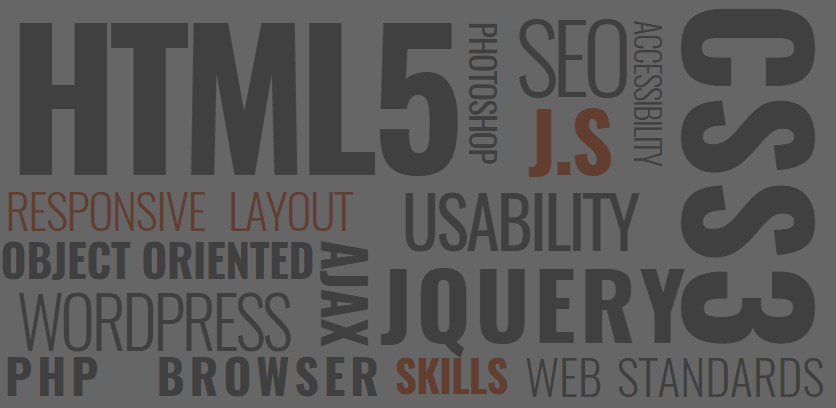 HTML5
PHOTOSHOP
SEO
J.S
ACCESSIBILITY
CSS3
RESPONSIVE LAYOUT
USABILITY
OBJECT ORIENTED
AJAX
JQUERY
WORDPRESS
PHP BROWSER SKILLS WEB STANDARDS